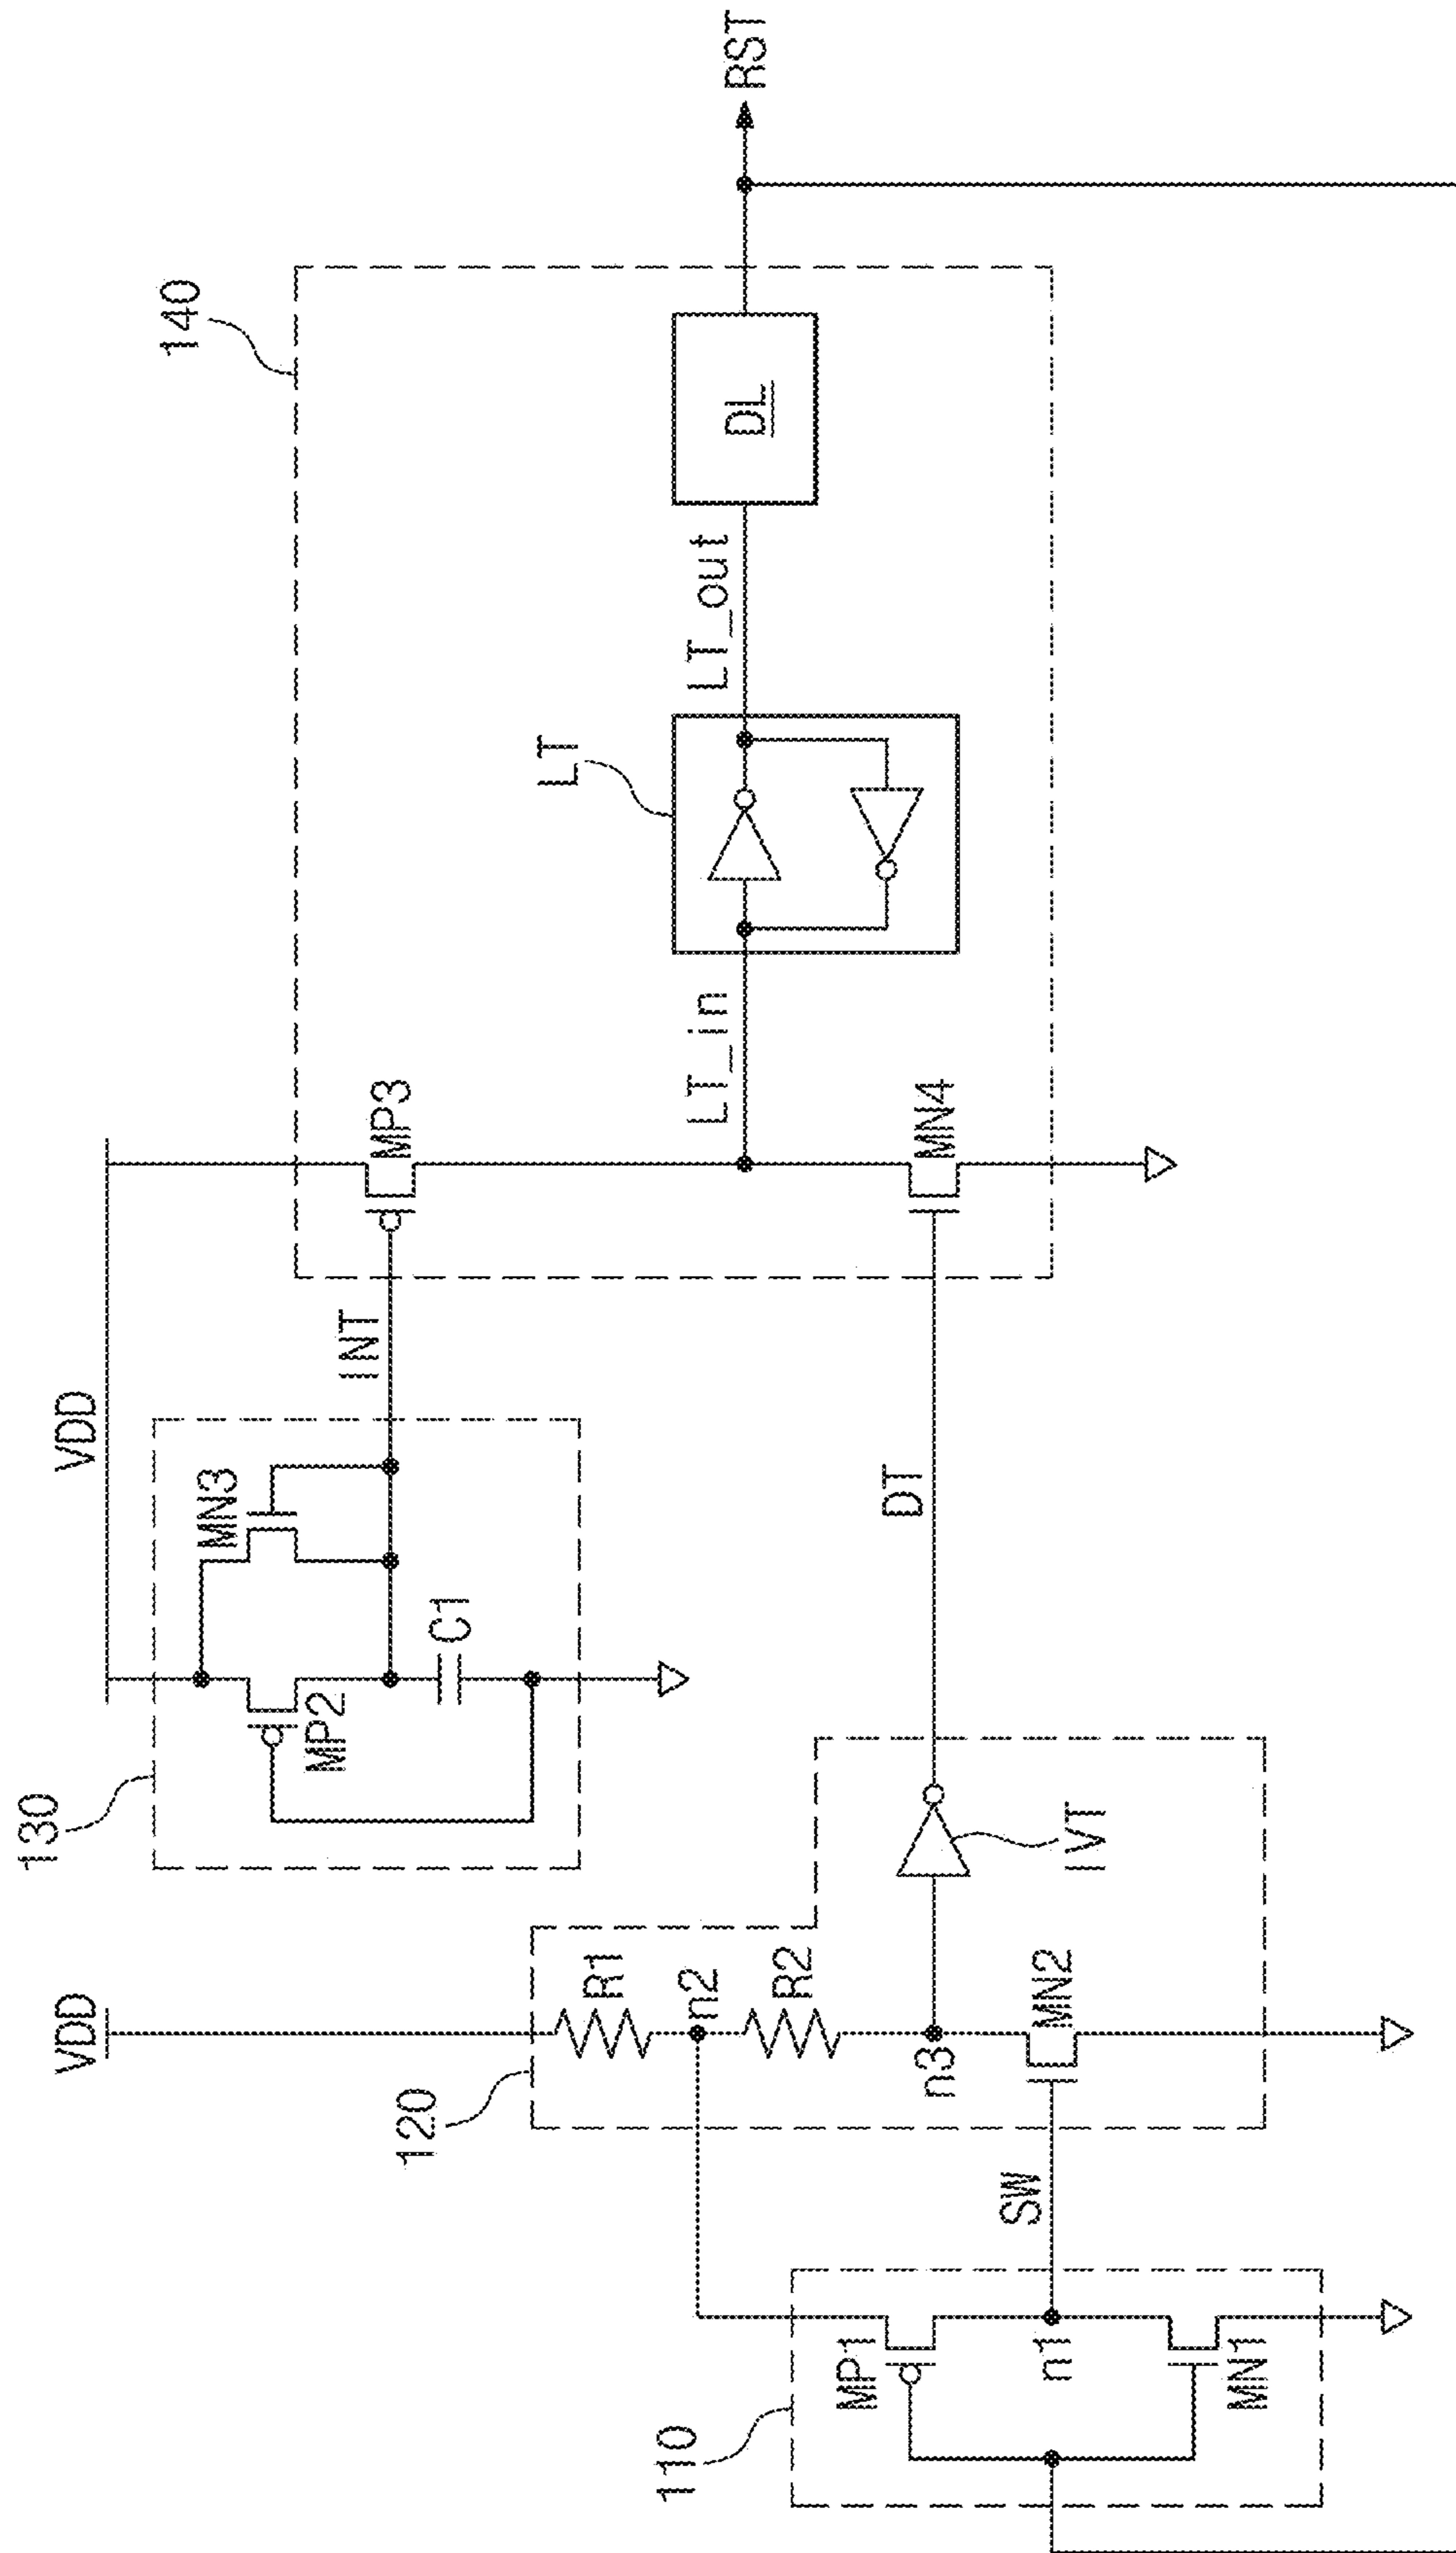 VDD
VDD
130
MN3
MP2
C1
INT
MP3
140
120
R1
n2
R2
n3
MN2
IVT
DT
MN4
LT_in
LT
LT_out
DL
RST
110
MP1
n1
MN1
SW